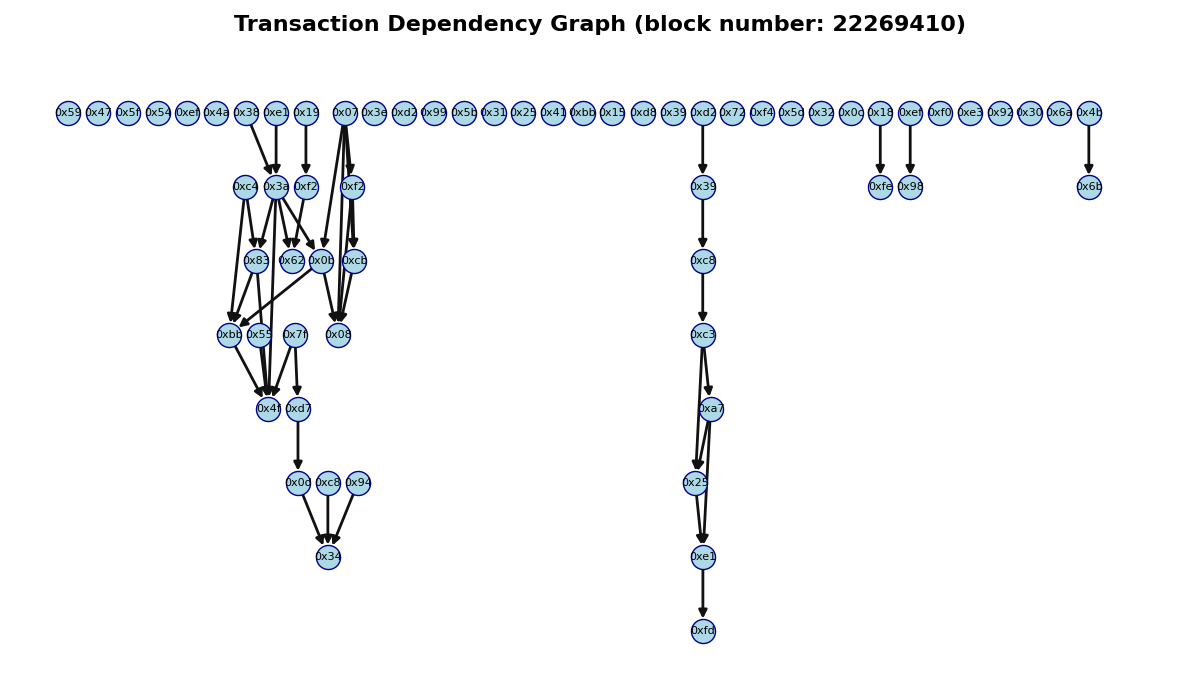 Transaction Dependency Graph (block number: 22269410)
0x59 0x47 0x5f 0x54 0xef 0x4a 0x38 0xe1 0x19 0x07 0x3e 0xd2 0x99 0x5b 0x31 0x25 0x41 0xbb 0x15 0xd8 0x39 0xd2 0x72 0xf4 0x5c 0x32 0x0c 0x18 0xef 0xf0 0xe3 0x92 0x30 0x6a 0x4b
0xc4 0x3a 0xf2 0xf2 0x39 0xfe 0x98 0x6b
0x83 0x62 0x0b 0xcb 0xc8
0xbb 0x55 0x7f 0x08 0xc3
0x4f 0xd7 0xa7
0x0d 0xc8 0x94 0x25
0x34 0xe1
0xfd